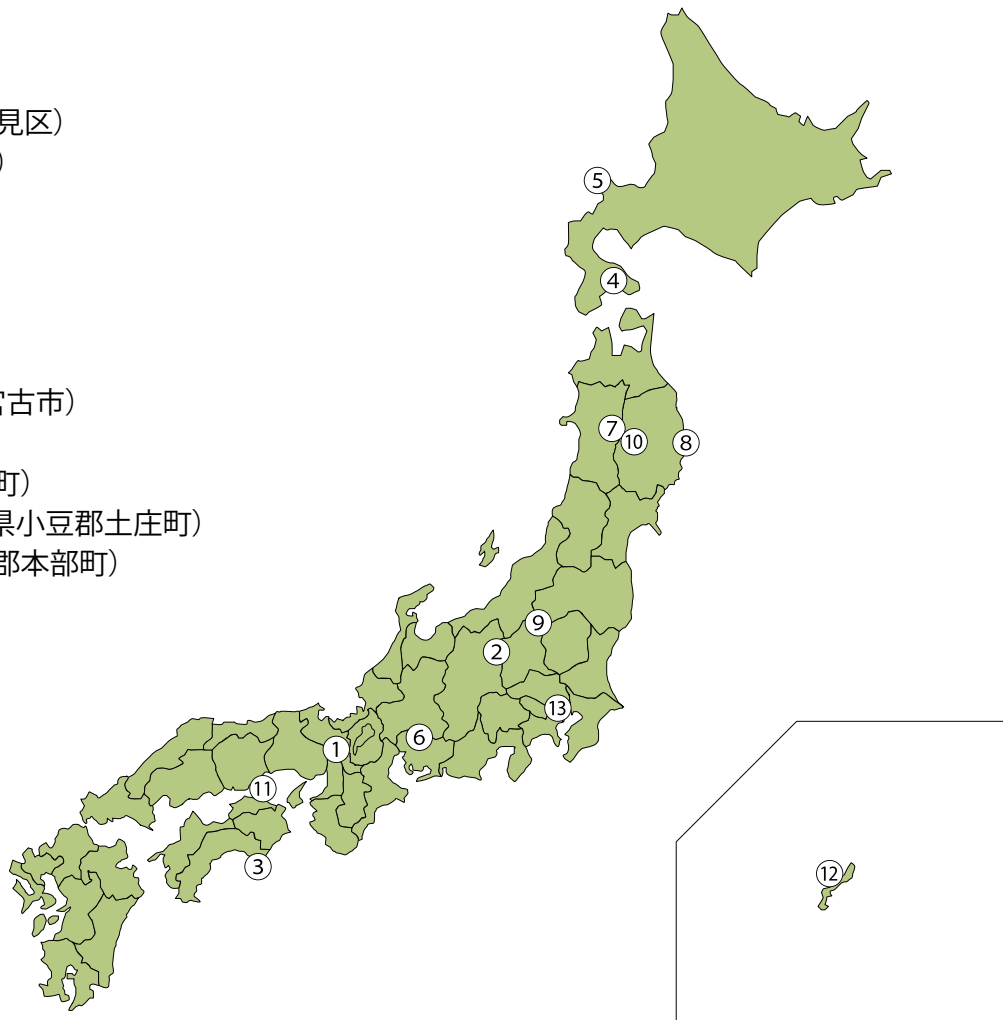 見区）
）
古市）
町）
県小豆郡土庄町）
郡本部町）
⑤
④
⑦
⑩
⑧
⑨
②
⑬
⑥
①
⑪
③
⑫